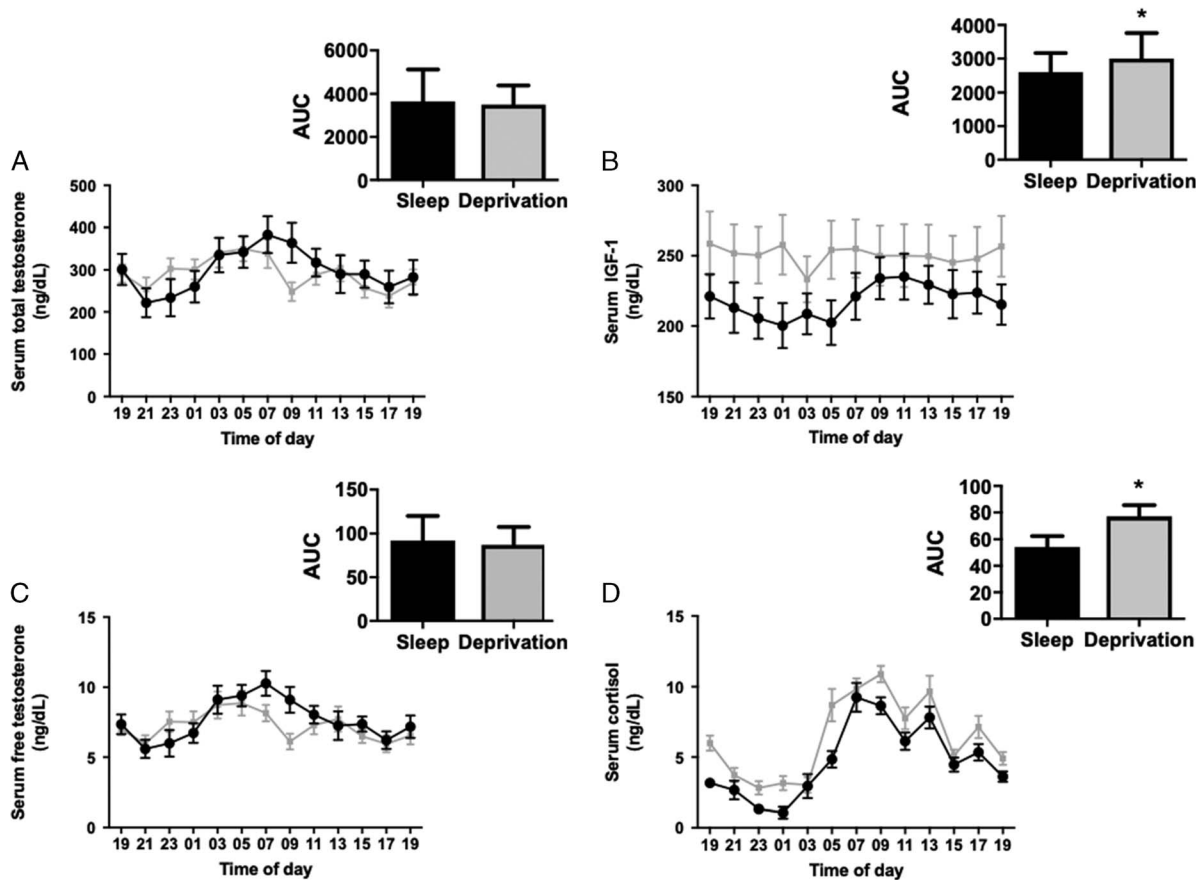 A
Serum total testosterone
(ng/dL)
500
400
300
200
100
0
19 21 23 01 03 05 07 09 11 13 15 17 19
Time of day
AUC
6000
4000
2000
0
Sleep Deprivation
B
Serum IGF-1
(ng/dL)
300
250
200
150
19 21 23 01 03 05 07 09 11 13 15 17 19
Time of day
AUC
4000
3000
2000
1000
0
*
Sleep Deprivation
C
Serum free testosterone
(ng/dL)
15
10
5
0
19 21 23 01 03 05 07 09 11 13 15 17 19
Time of day
AUC
150
100
50
0
Sleep Deprivation
D
Serum cortisol
(ng/dL)
15
10
5
0
19 21 23 01 03 05 07 09 11 13 15 17 19
Time of day
AUC
100
80
60
40
20
0
*
Sleep Deprivation